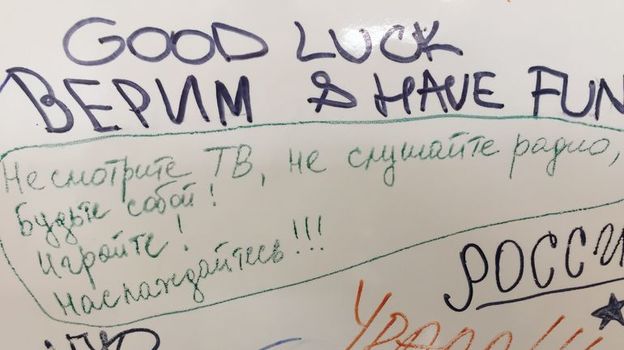 GOOD LUCK
ВЕРИМ & HAVE FUN
Не смотрите ТВ, не слушайте радио,
Будьте собой!
Играйте!
Наслаждайтесь!!!
РОССИ